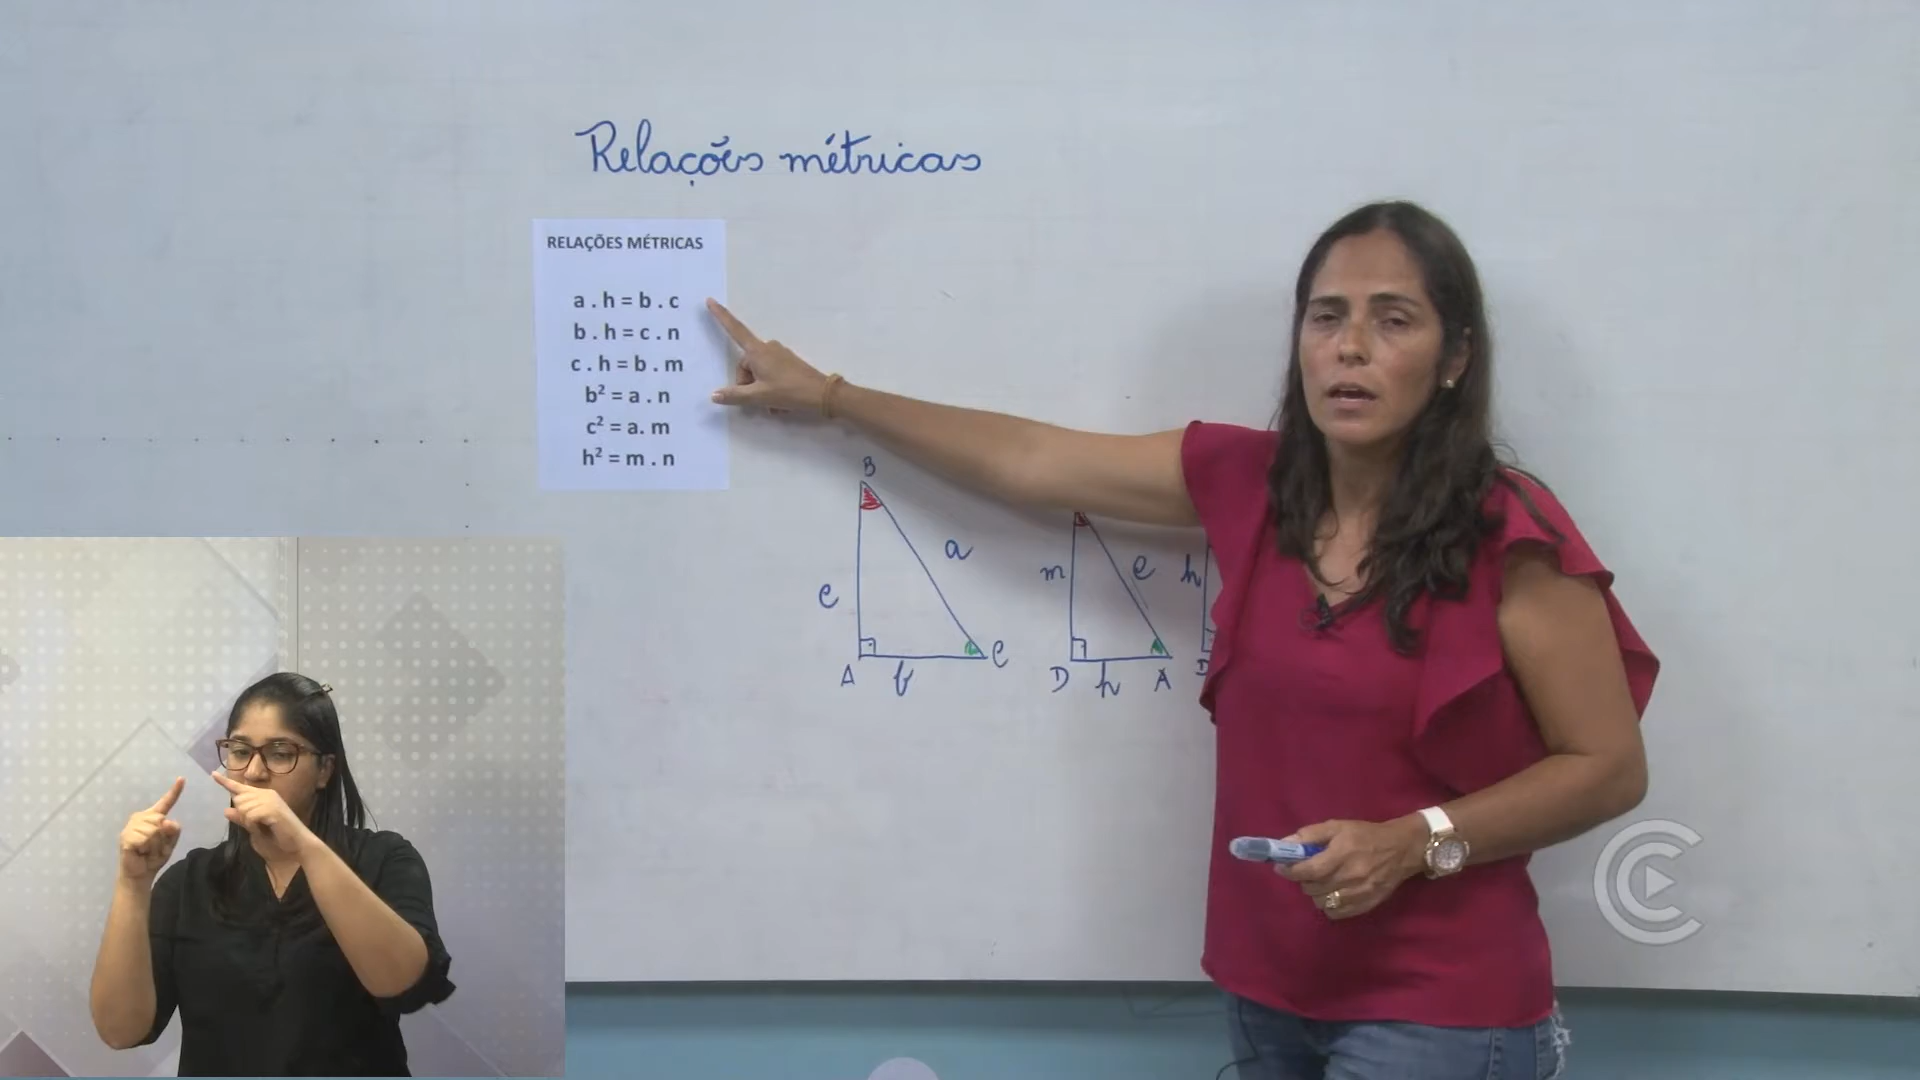 Relações métricas
RELAÇÕES MÉTRICAS
a . h = b . c
b . h = c . n
c . h = b . m
b² = a . n
c² = a. m
h² = m . n
B
a
c
A
b
C
m
c
D
h
A
h
D